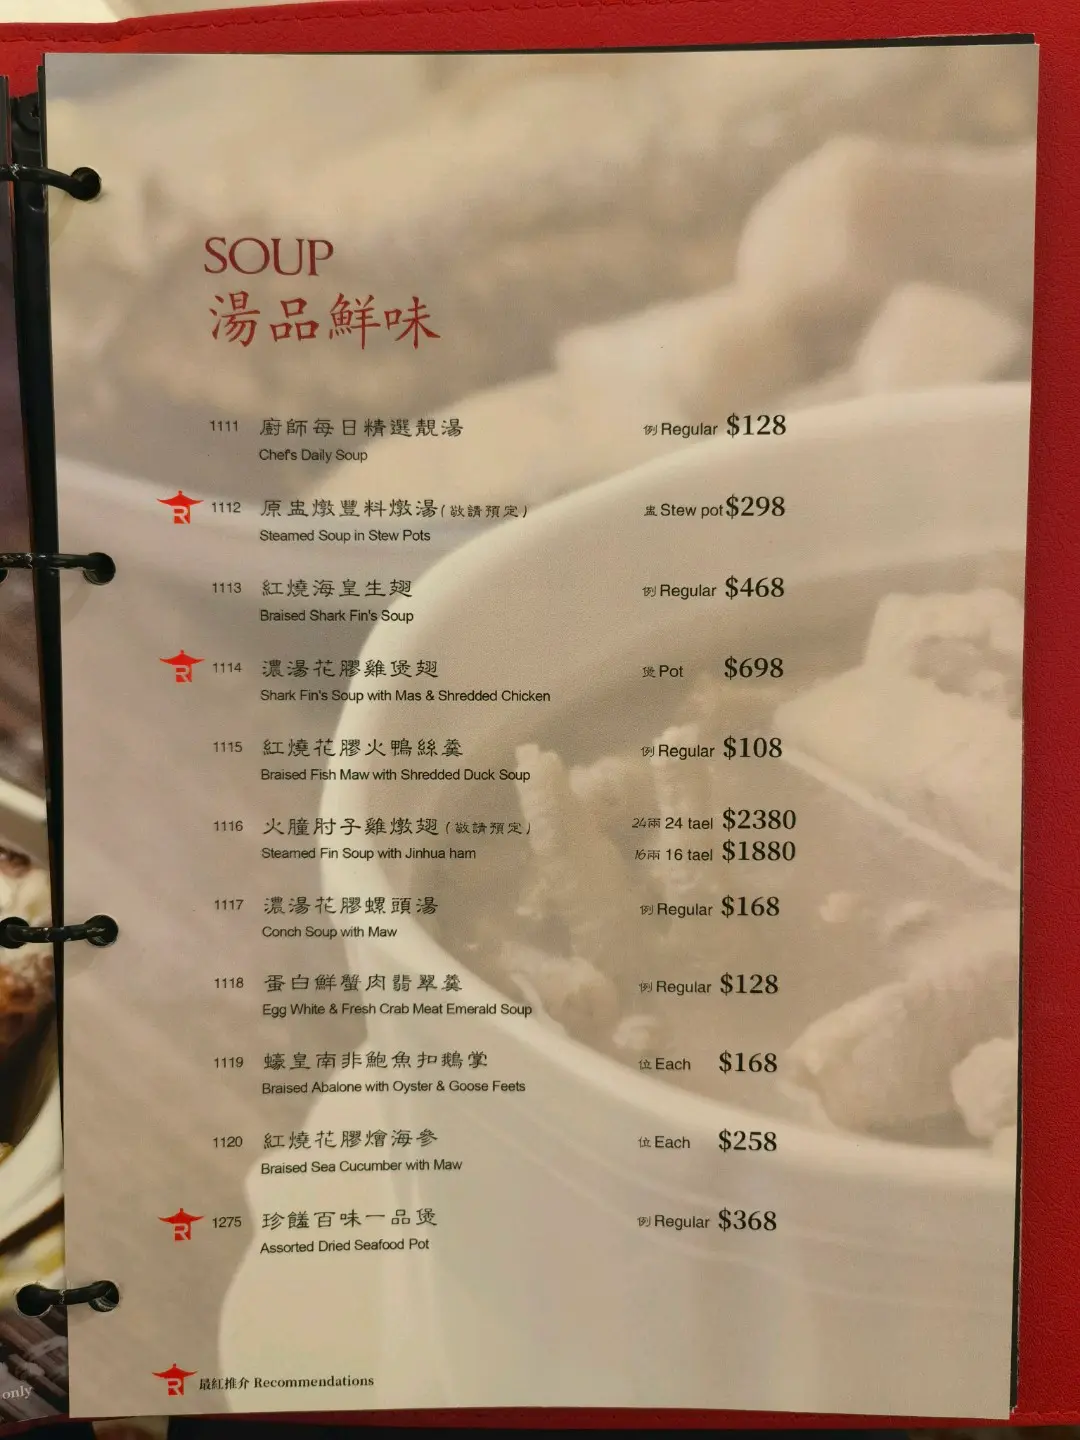 SOUP
湯品鮮味
1111 廚師每日精選靚湯 例 Regular $128
Chef's Daily Soup
R 1112 原盅燉豐料燉湯(敬請預定) 盅 Stew pot $298
Steamed Soup in Stew Pots
1113 紅燒海皇生翅 例 Regular $468
Braised Shark Fin's Soup
R 1114 濃湯花膠雞煲翅 煲 Pot $698
Shark Fin's Soup with Mas & Shredded Chicken
1115 紅燒花膠火鴨絲羹 例 Regular $108
Braised Fish Maw with Shredded Duck Soup
1116 火朣肘子雞燉翅(敬請預定) 24兩 24 tael $2380
Steamed Fin Soup with Jinhua ham 16兩 16 tael $1880
1117 濃湯花膠螺頭湯 例 Regular $168
Conch Soup with Maw
1118 蛋白鮮蟹肉翡翠羹 例 Regular $128
Egg White & Fresh Crab Meat Emerald Soup
1119 蠔皇南非鮑魚扣鵝掌 位 Each $168
Braised Abalone with Oyster & Goose Feets
1120 紅燒花膠燴海參 位 Each $258
Braised Sea Cucumber with Maw
R 1275 珍饈百味一品煲 例 Regular $368
Assorted Dried Seafood Pot
R 最紅推介 Recommendations
only